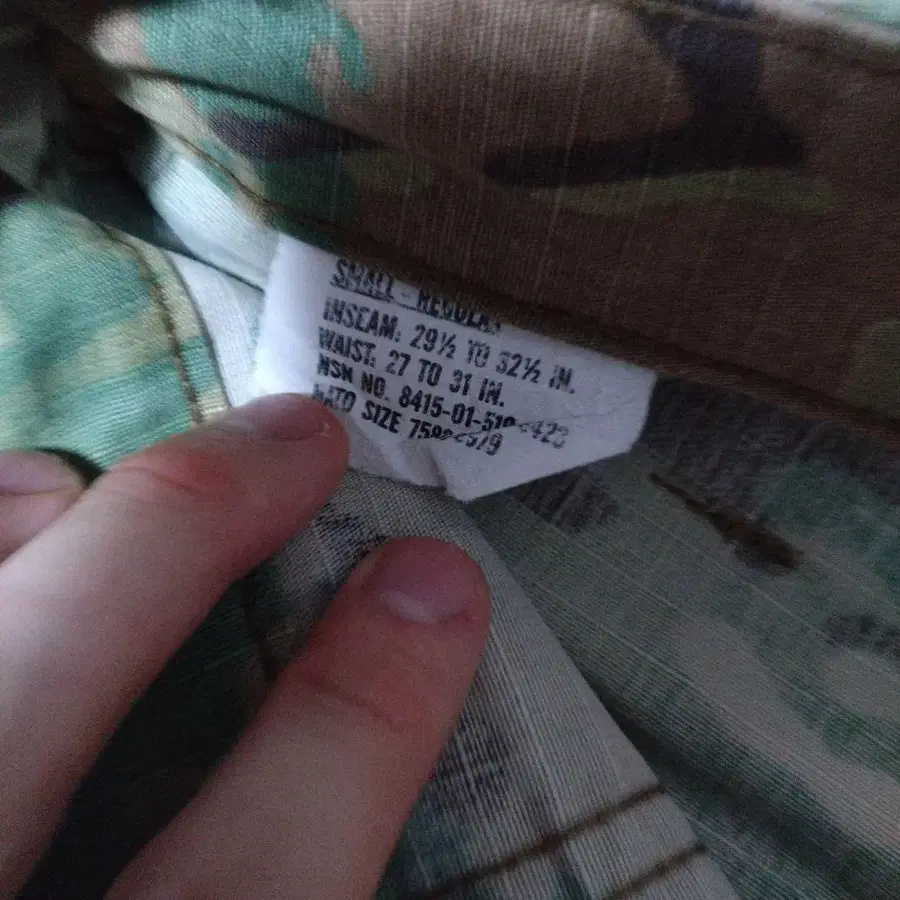 SMALL - REGULAR
INSEAM: 29½ TO 32½ IN.
WAIST: 27 TO 31 IN.
NSN NO. 8415-01-519-
NATO SIZE